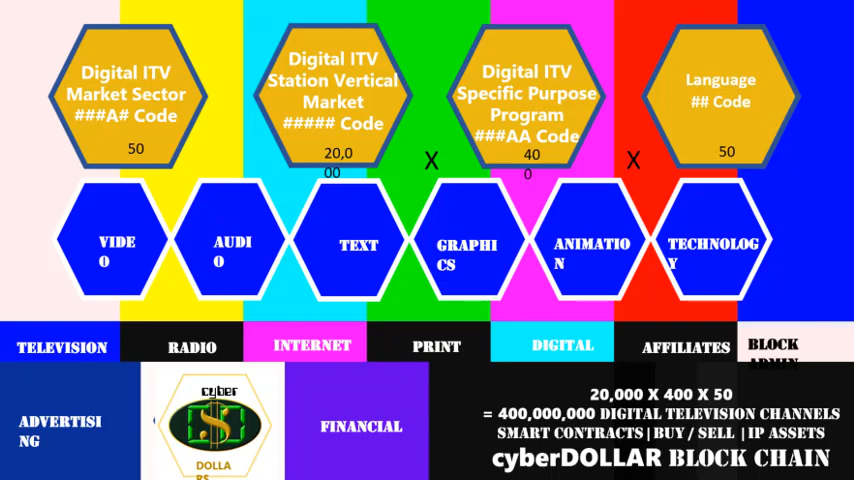 Digital ITV
Market Sector
###A# Code
50
Digital ITV
Station Vertical
Market
##### Code
20,0
00
X
Digital ITV
Specific Purpose
Program
###AA Code
40
0
X
Language
## Code
50
VIDE
O
AUDI
O
TEXT
GRAPHI
CS
ANIMATIO
N
TECHNOLOG
Y
TELEVISION
RADIO
INTERNET
PRINT
DIGITAL
AFFILIATES
BLOCK
ADMIN
ADVERTISI
NG
cyber
$
DOLLA
R$
FINANCIAL
20,000 X 400 X 50
= 400,000,000 DIGITAL TELEVISION CHANNELS
SMART CONTRACTS|BUY / SELL |IP ASSETS
cyberDOLLAR BLOCK CHAIN